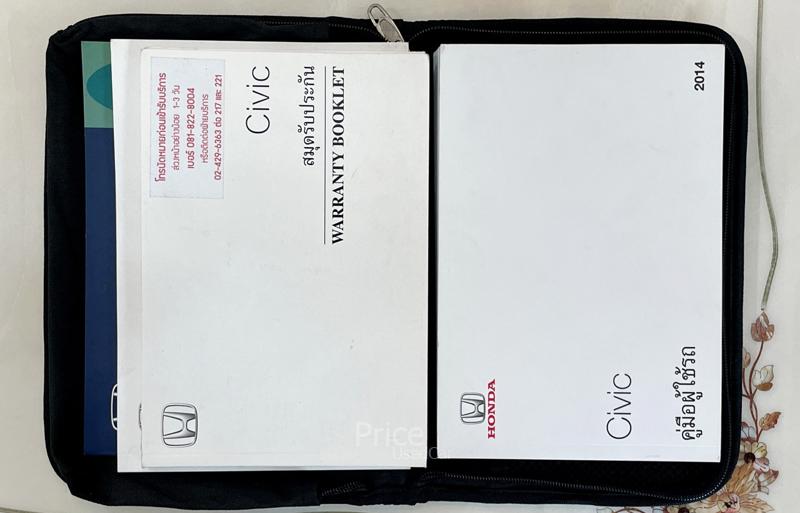 โทรนัดหมายก่อนเข้ารับบริการ
ล่วงหน้าอย่างน้อย 1-3 วัน
เบอร์ 081-822-8004
หรือติดต่อฝ่ายบริการ
02-429-6363 ต่อ 217 และ 221
Civic
สมุดรับประกัน
WARRANTY BOOKLET
2014
HONDA
Civic
คู่มือผู้ใช้รถ
Price
UsedCar